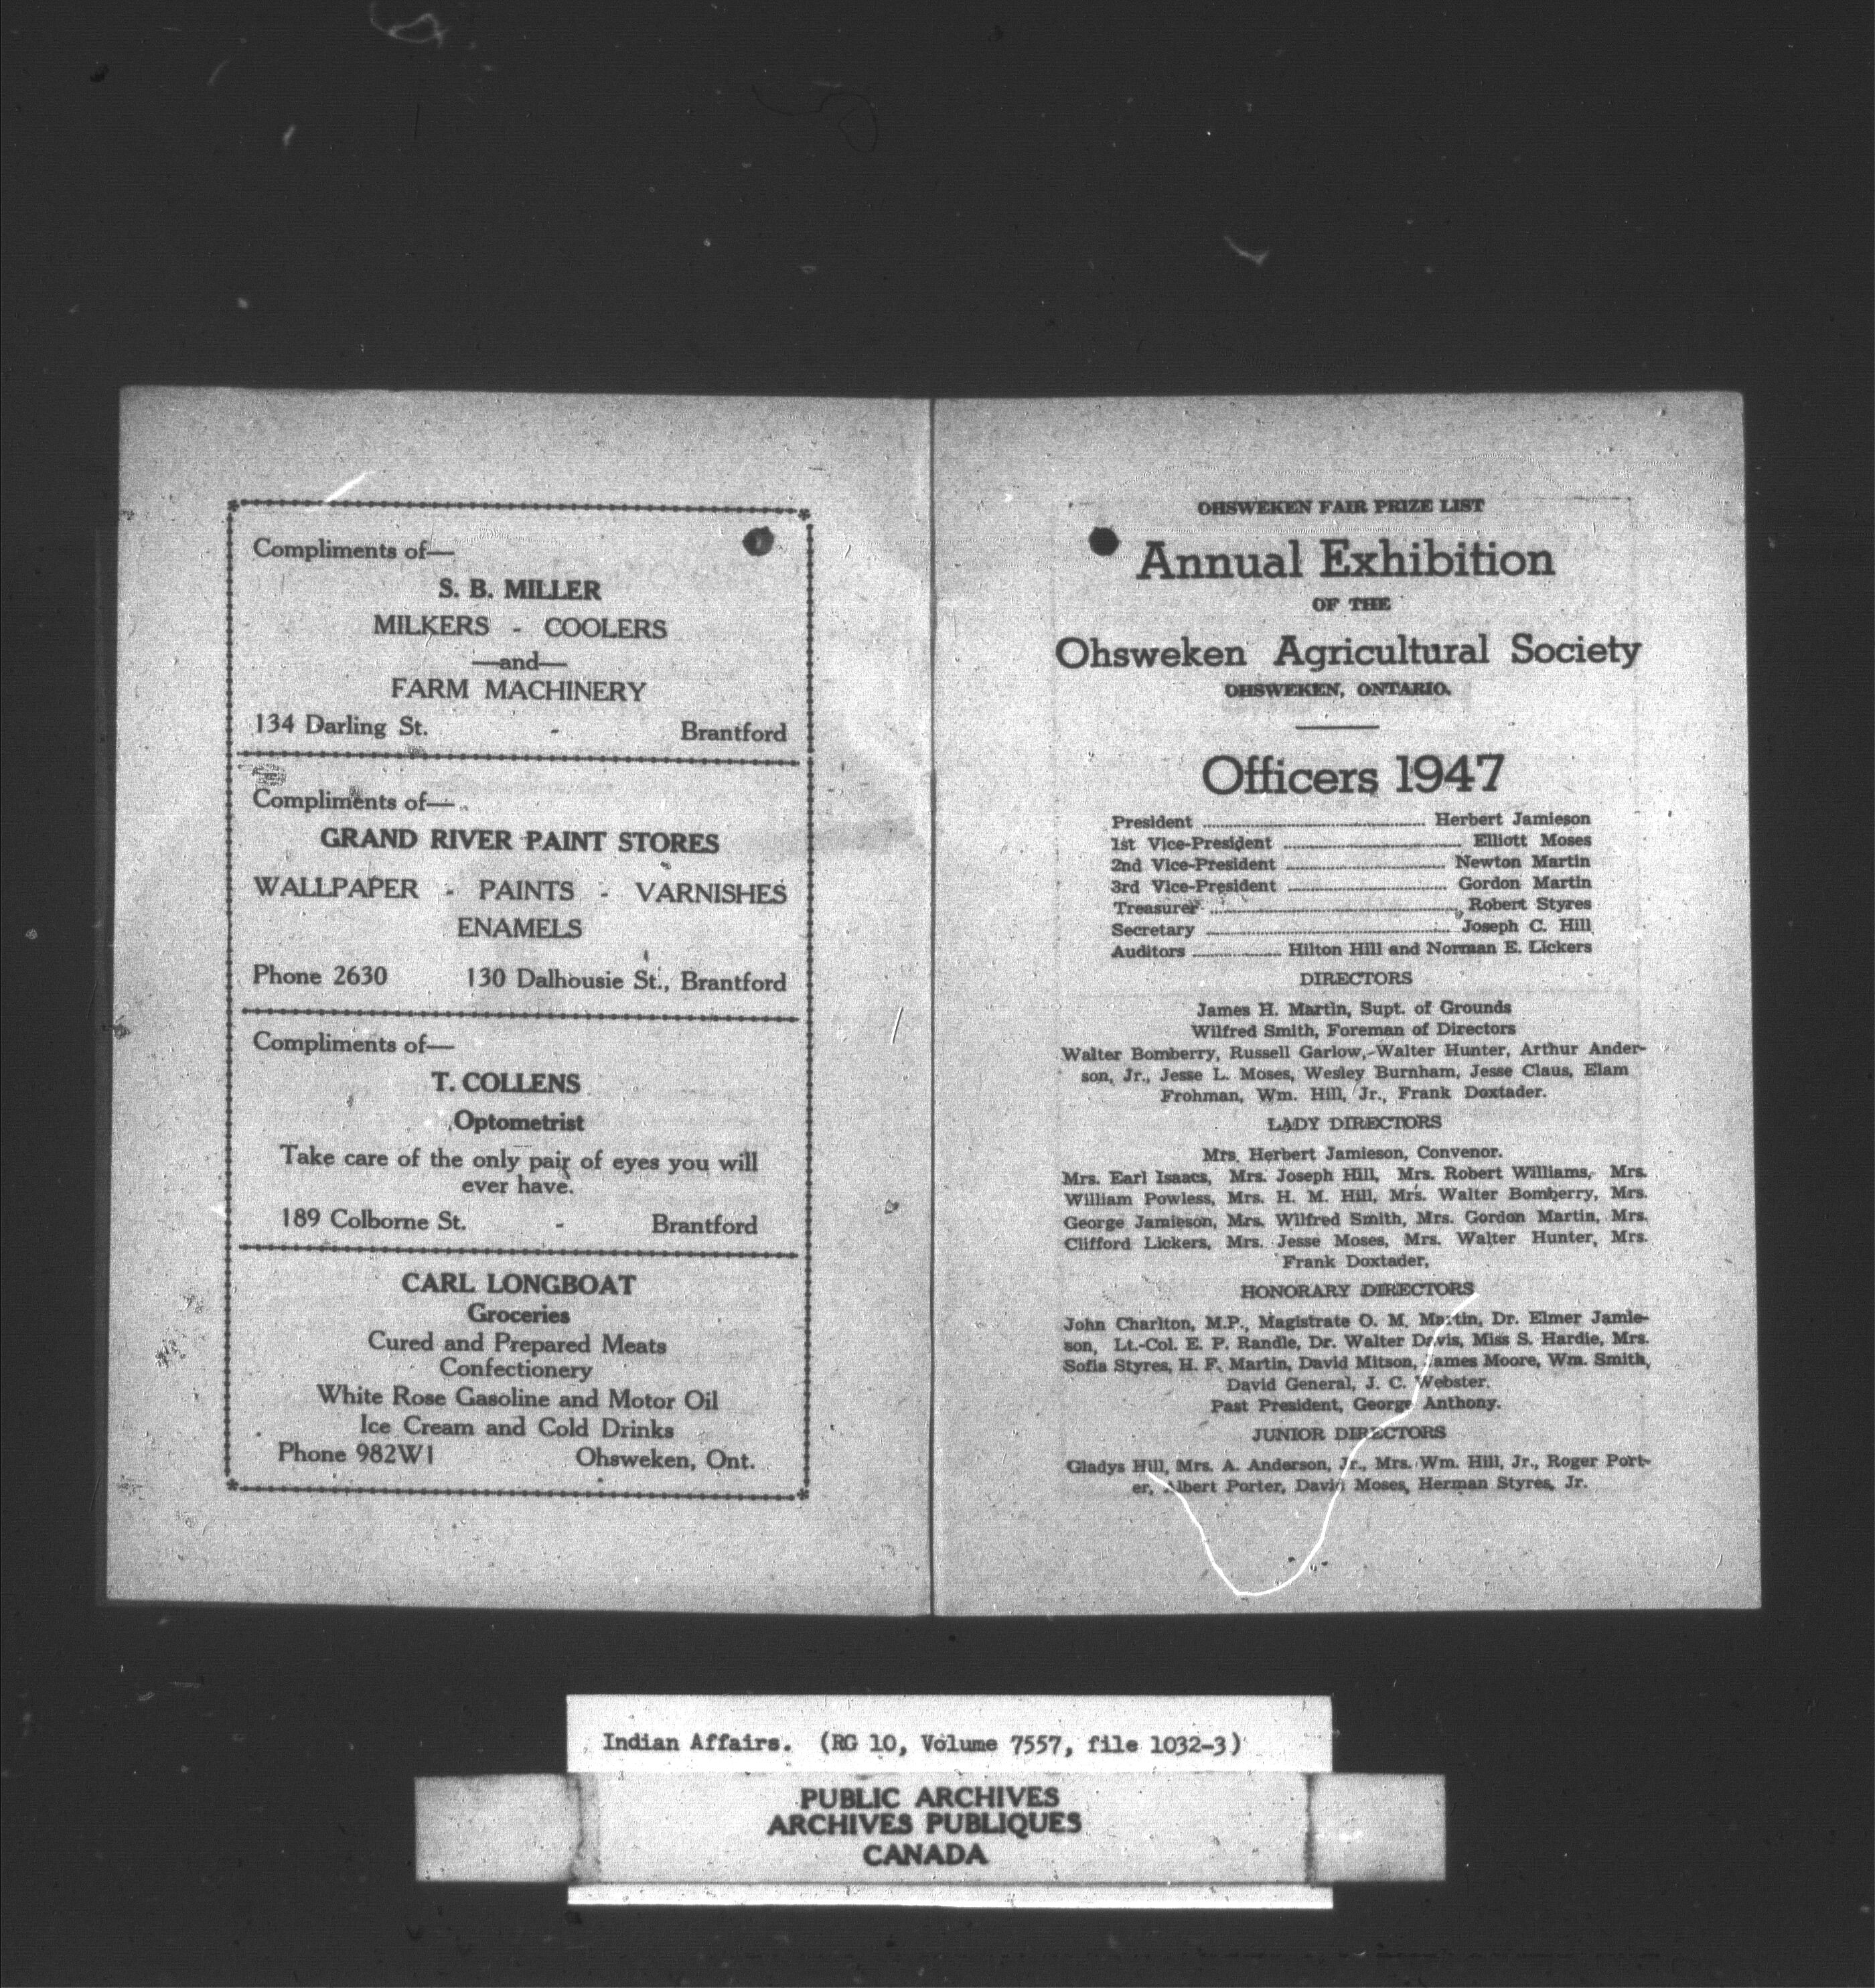 Compliments of—
S. B. MILLER
MILKERS - COOLERS
—and—
FARM MACHINERY
134 Darling St. - Brantford
Compliments of—
GRAND RIVER PAINT STORES
WALLPAPER - PAINTS - VARNISHES
ENAMELS
Phone 2630 130 Dalhousie St., Brantford
Compliments of—
T. COLLENS
Optometrist
Take care of the only pair of eyes you will
ever have.
189 Colborne St. - Brantford
CARL LONGBOAT
Groceries
Cured and Prepared Meats
Confectionery
White Rose Gasoline and Motor Oil
Ice Cream and Cold Drinks
Phone 982W1 Ohsweken, Ont.
OHSWEKEN FAIR PRIZE LIST
Annual Exhibition
OF THE
Ohsweken Agricultural Society
OHSWEKEN, ONTARIO.
Officers 1947
President ........ Herbert Jamieson
1st Vice-President ........ Elliott Moses
2nd Vice-President ........ Newton Martin
3rd Vice-President ........ Gordon Martin
Treasurer ........ Robert Styres
Secretary ........ Joseph C. Hill
Auditors ........ Hilton Hill and Norman E. Lickers
DIRECTORS
James H. Martin, Supt. of Grounds
Wilfred Smith, Foreman of Directors
Walter Bomberry, Russell Garlow, Walter Hunter, Arthur Ander-
son, Jr., Jesse L. Moses, Wesley Burnham, Jesse Claus, Elam
Frohman, Wm. Hill, Jr., Frank Doxtader.
LADY DIRECTORS
Mrs. Herbert Jamieson, Convenor.
Mrs. Earl Isaacs, Mrs. Joseph Hill, Mrs. Robert Williams, Mrs.
William Powless, Mrs. H. M. Hill, Mrs. Walter Bomberry, Mrs.
George Jamieson, Mrs. Wilfred Smith, Mrs. Gordon Martin, Mrs.
Clifford Lickers, Mrs. Jesse Moses, Mrs. Walter Hunter, Mrs.
Frank Doxtader,
HONORARY DIRECTORS
John Charlton, M.P., Magistrate O. M. Martin, Dr. Elmer Jamie-
son, Lt.-Col. E. P. Randle, Dr. Walter Davis, Miss S. Hardie, Mrs.
Sofia Styres, H. F. Martin, David Mitson, James Moore, Wm. Smith,
David General, J. C. Webster.
Past President, George Anthony.
JUNIOR DIRECTORS
Gladys Hill, Mrs. A. Anderson, Jr., Mrs. Wm. Hill, Jr., Roger Port-
er, Albert Porter, David Moses, Herman Styres, Jr.
Indian Affairs. (RG 10, Volume 7557, file 1032-3)
PUBLIC ARCHIVES
ARCHIVES PUBLIQUES
CANADA